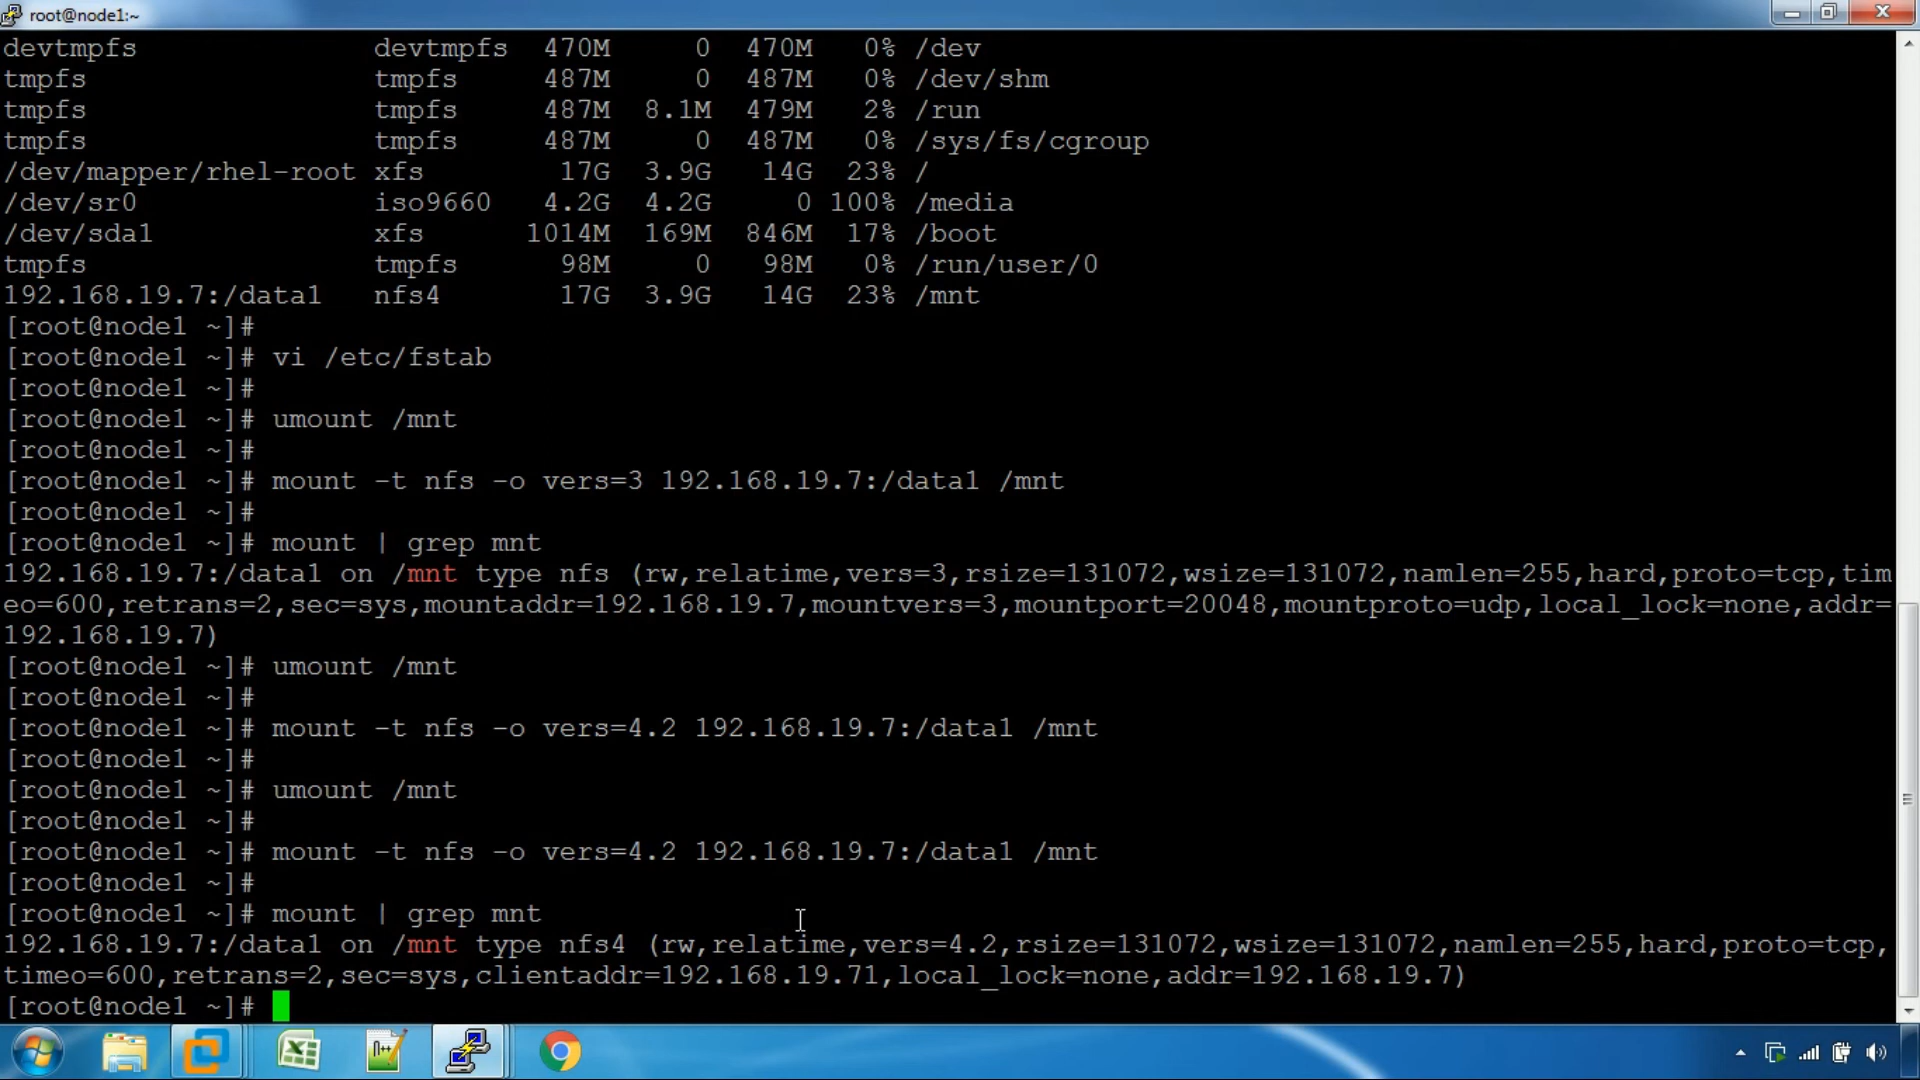 root@node1:~
devtmpfs devtmpfs 470M 0 470M 0% /dev
tmpfs tmpfs 487M 0 487M 0% /dev/shm
tmpfs tmpfs 487M 8.1M 479M 2% /run
tmpfs tmpfs 487M 0 487M 0% /sys/fs/cgroup
/dev/mapper/rhel-root xfs 17G 3.9G 14G 23% /
/dev/sr0 iso9660 4.2G 4.2G 0 100% /media
/dev/sda1 xfs 1014M 169M 846M 17% /boot
tmpfs tmpfs 98M 0 98M 0% /run/user/0
192.168.19.7:/data1 nfs4 17G 3.9G 14G 23% /mnt
[root@node1 ~]#
[root@node1 ~]# vi /etc/fstab
[root@node1 ~]#
[root@node1 ~]# umount /mnt
[root@node1 ~]#
[root@node1 ~]# mount -t nfs -o vers=3 192.168.19.7:/data1 /mnt
[root@node1 ~]#
[root@node1 ~]# mount | grep mnt
192.168.19.7:/data1 on /mnt type nfs (rw,relatime,vers=3,rsize=131072,wsize=131072,namlen=255,hard,proto=tcp,tim
eo=600,retrans=2,sec=sys,mountaddr=192.168.19.7,mountvers=3,mountport=20048,mountproto=udp,local_lock=none,addr=
192.168.19.7)
[root@node1 ~]# umount /mnt
[root@node1 ~]#
[root@node1 ~]# mount -t nfs -o vers=4.2 192.168.19.7:/data1 /mnt
[root@node1 ~]#
[root@node1 ~]# umount /mnt
[root@node1 ~]#
[root@node1 ~]# mount -t nfs -o vers=4.2 192.168.19.7:/data1 /mnt
[root@node1 ~]#
[root@node1 ~]# mount | grep mnt
192.168.19.7:/data1 on /mnt type nfs4 (rw,relatime,vers=4.2,rsize=131072,wsize=131072,namlen=255,hard,proto=tcp,
timeo=600,retrans=2,sec=sys,clientaddr=192.168.19.71,local_lock=none,addr=192.168.19.7)
[root@node1 ~]#